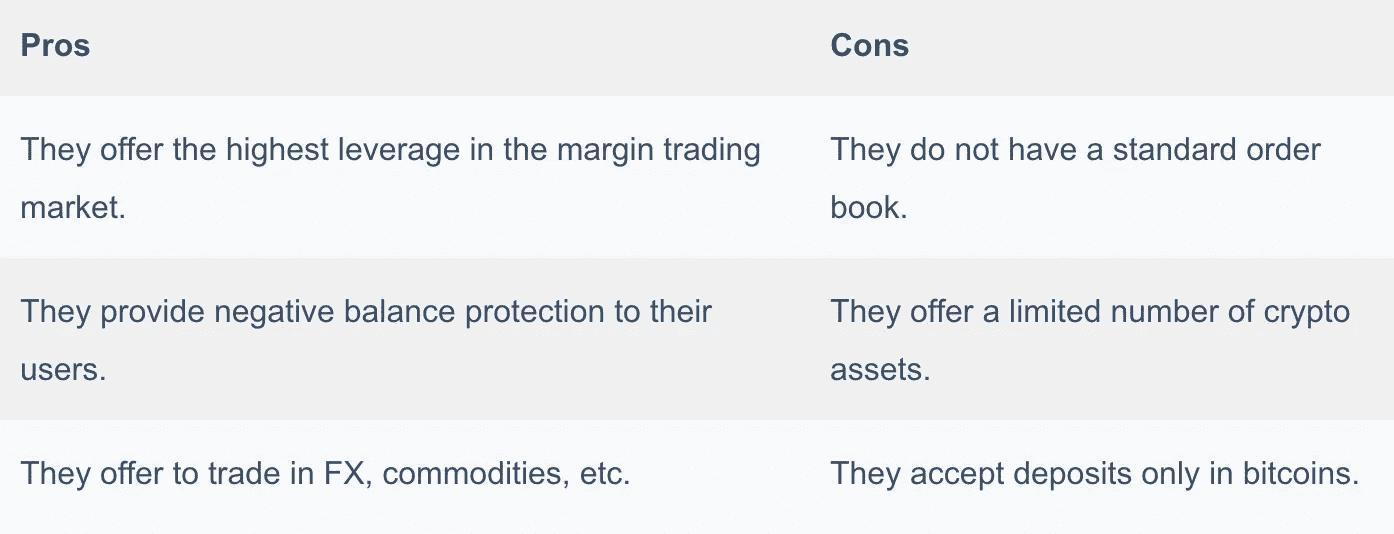 Pros
Cons
They offer the highest leverage in the margin trading
market.
They do not have a standard order
book.
They provide negative balance protection to their
users.
They offer a limited number of crypto
assets.
They offer to trade in FX, commodities, etc.
They accept deposits only in bitcoins.